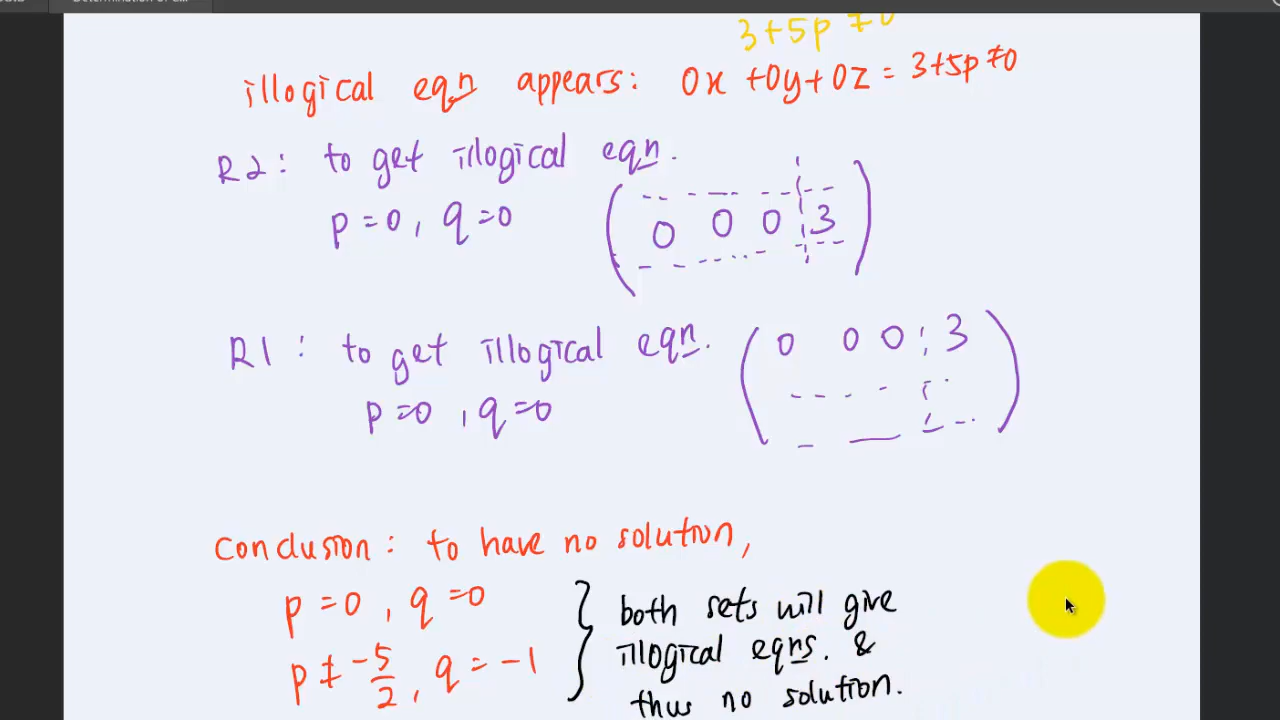 3+5p ≠ 0
illogical eqn appears: 0x +0y+0z = 3+5p ≠0
R2: to get illogical eqn.
p=0, q=0
0 0 0 3
R1: to get illogical eqn.
0 0 0 3
p=0, q=0
Conclusion: to have no solution,
p=0, q=0
p ≠ -5/2, q = -1
both sets will give
illogical eqns. &
thus no solution.